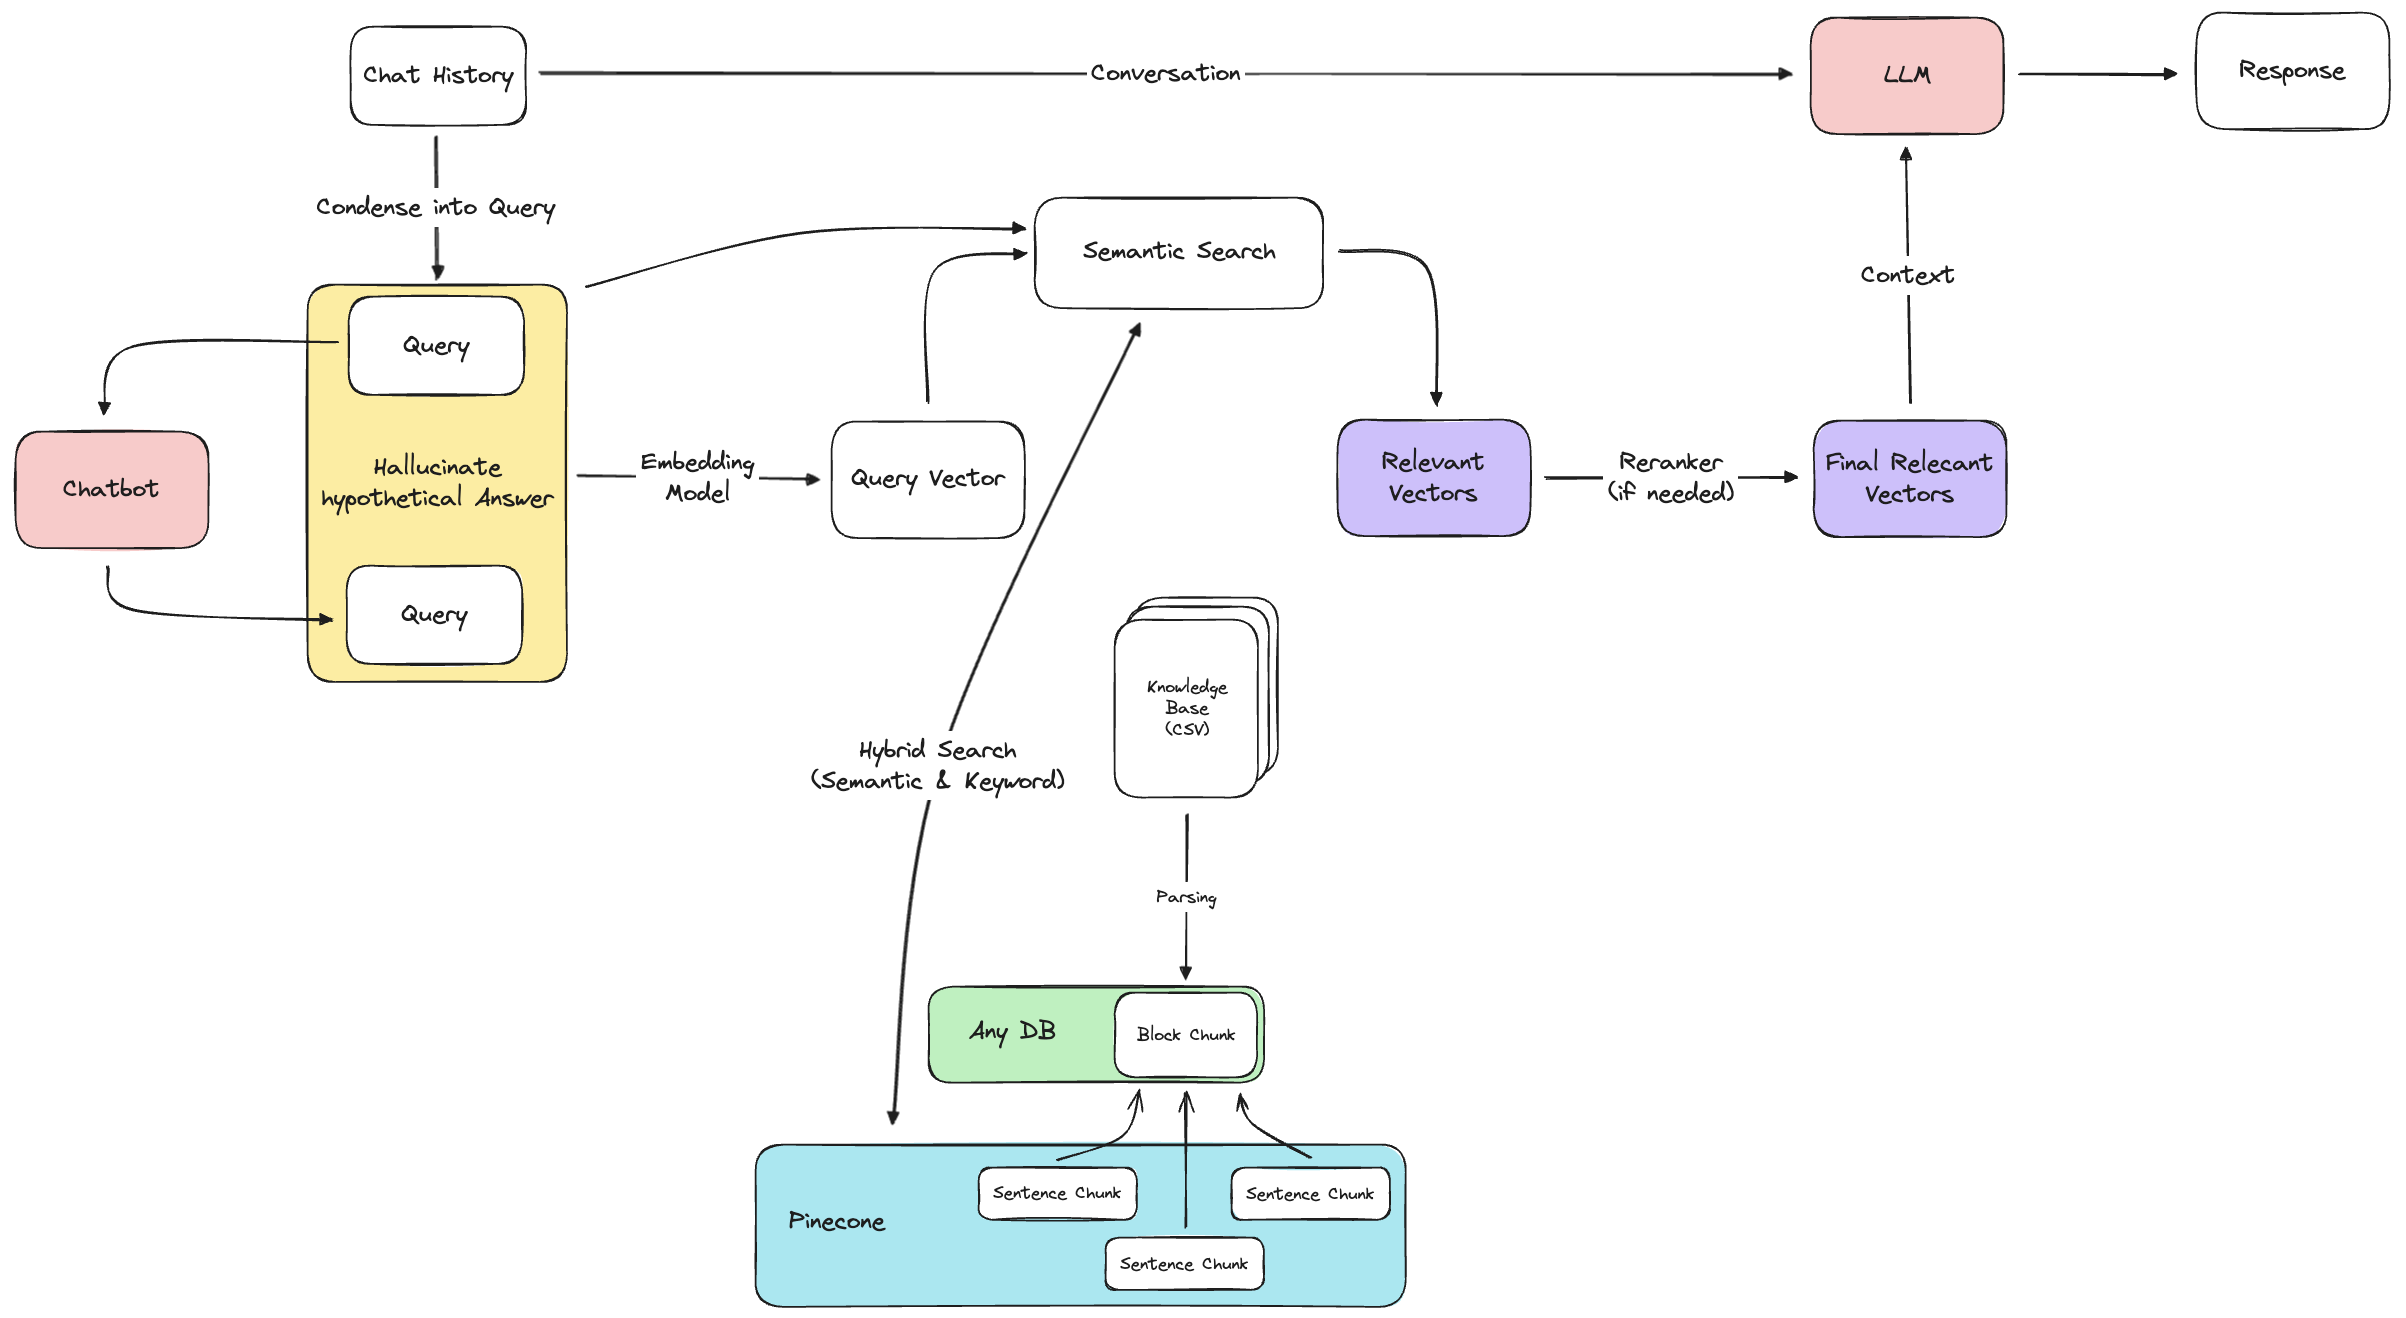 Chat History
Conversation
LLM
Response
Condense into Query
Semantic Search
Context
Query
Chatbot
Hallucinate
hypothetical Answer
Embedding
Model
Query Vector
Relevant
Vectors
Reranker
(if needed)
Final Relecant
Vectors
Query
Knowledge
Base
(CSV)
Hybrid Search
(Semantic & Keyword)
Parsing
Any DB
Block Chunk
Pinecone
Sentence Chunk
Sentence Chunk
Sentence Chunk